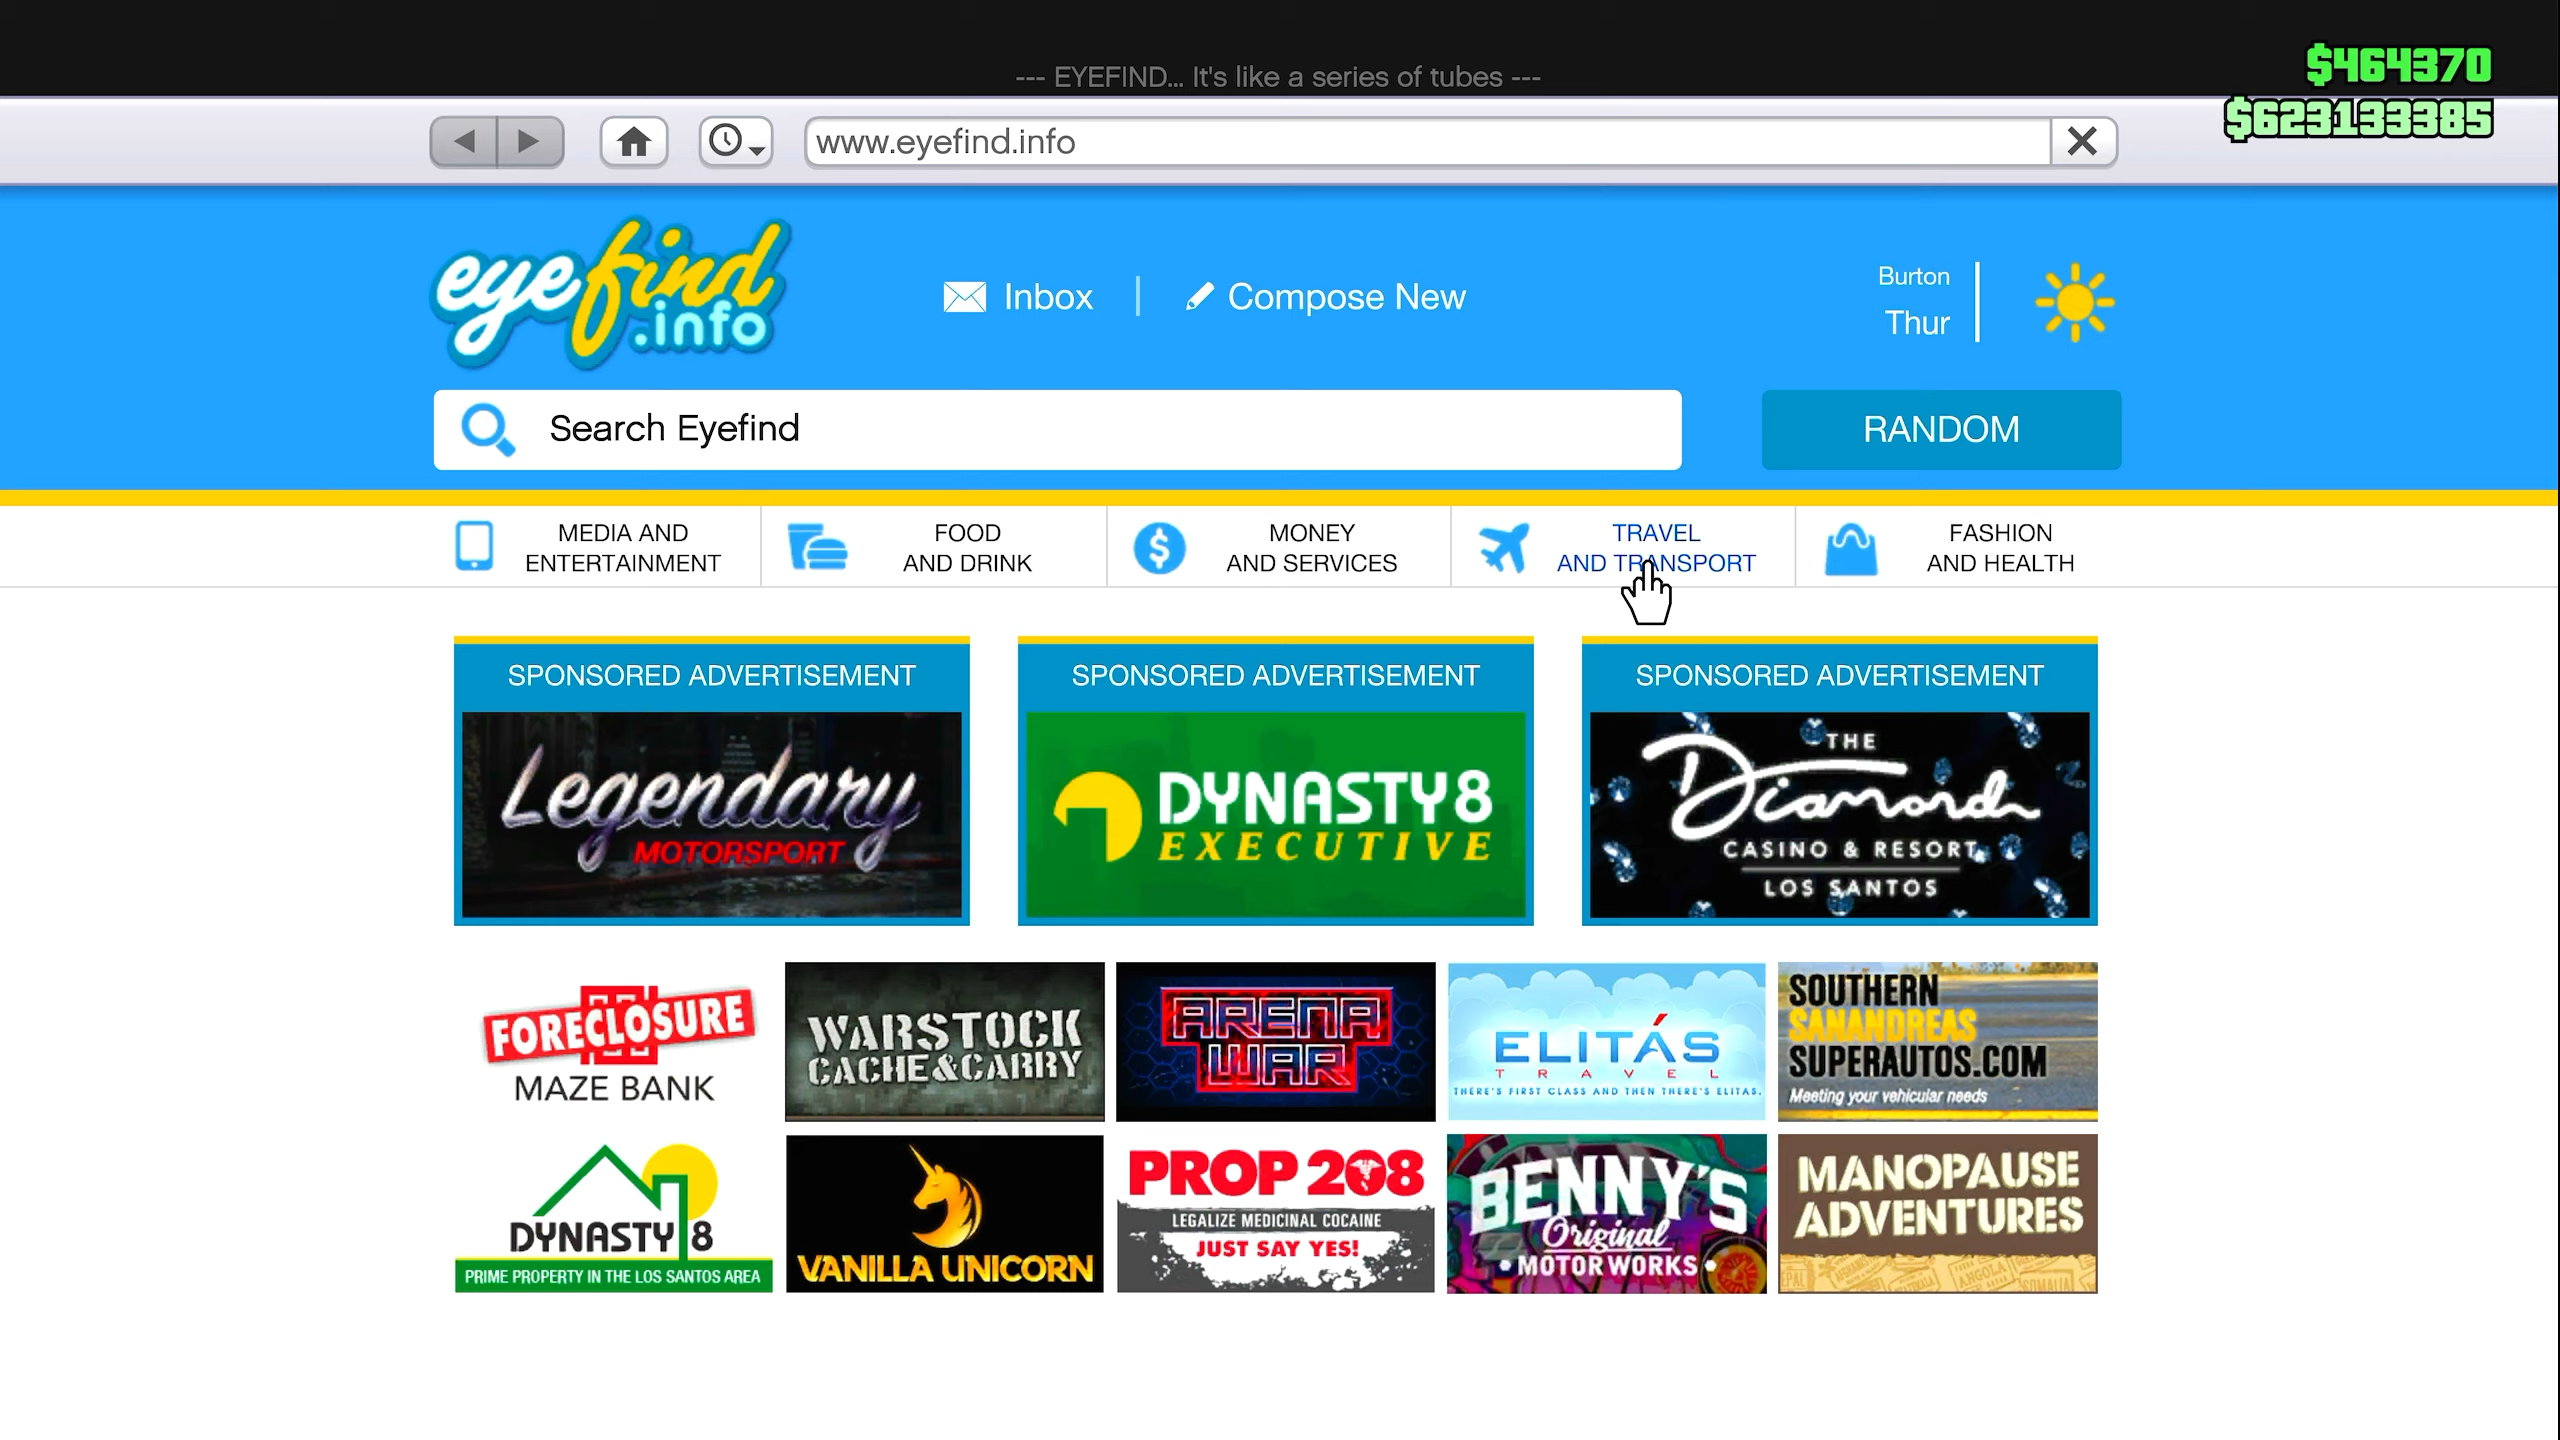 --- EYEFIND... It's like a series of tubes ---
$464370
$623133385
www.eyefind.info
eyefind
.info
Inbox
Compose New
Burton
Thur
Search Eyefind
RANDOM
MEDIA AND
ENTERTAINMENT
FOOD
AND DRINK
MONEY
AND SERVICES
TRAVEL
AND TRANSPORT
FASHION
AND HEALTH
SPONSORED ADVERTISEMENT
Legendary
MOTORSPORT
SPONSORED ADVERTISEMENT
DYNASTY8
EXECUTIVE
SPONSORED ADVERTISEMENT
THE
Diamond
CASINO & RESORT
LOS SANTOS
FORECLOSURE
MAZE BANK
WARSTOCK
CACHE&CARRY
ARENA
WAR
ELITÁS
TRAVEL
THERE'S FIRST CLASS AND THEN THERE'S ELITAS.
SOUTHERN
SANANDREAS
SUPERAUTOS.COM
Meeting your vehicular needs
DYNASTY 8
PRIME PROPERTY IN THE LOS SANTOS AREA
VANILLA UNICORN
PROP 208
LEGALIZE MEDICINAL COCAINE
JUST SAY YES!
BENNY'S
Original
MOTORWORKS
MANOPAUSE
ADVENTURES
ANGOLA
SOMALIA